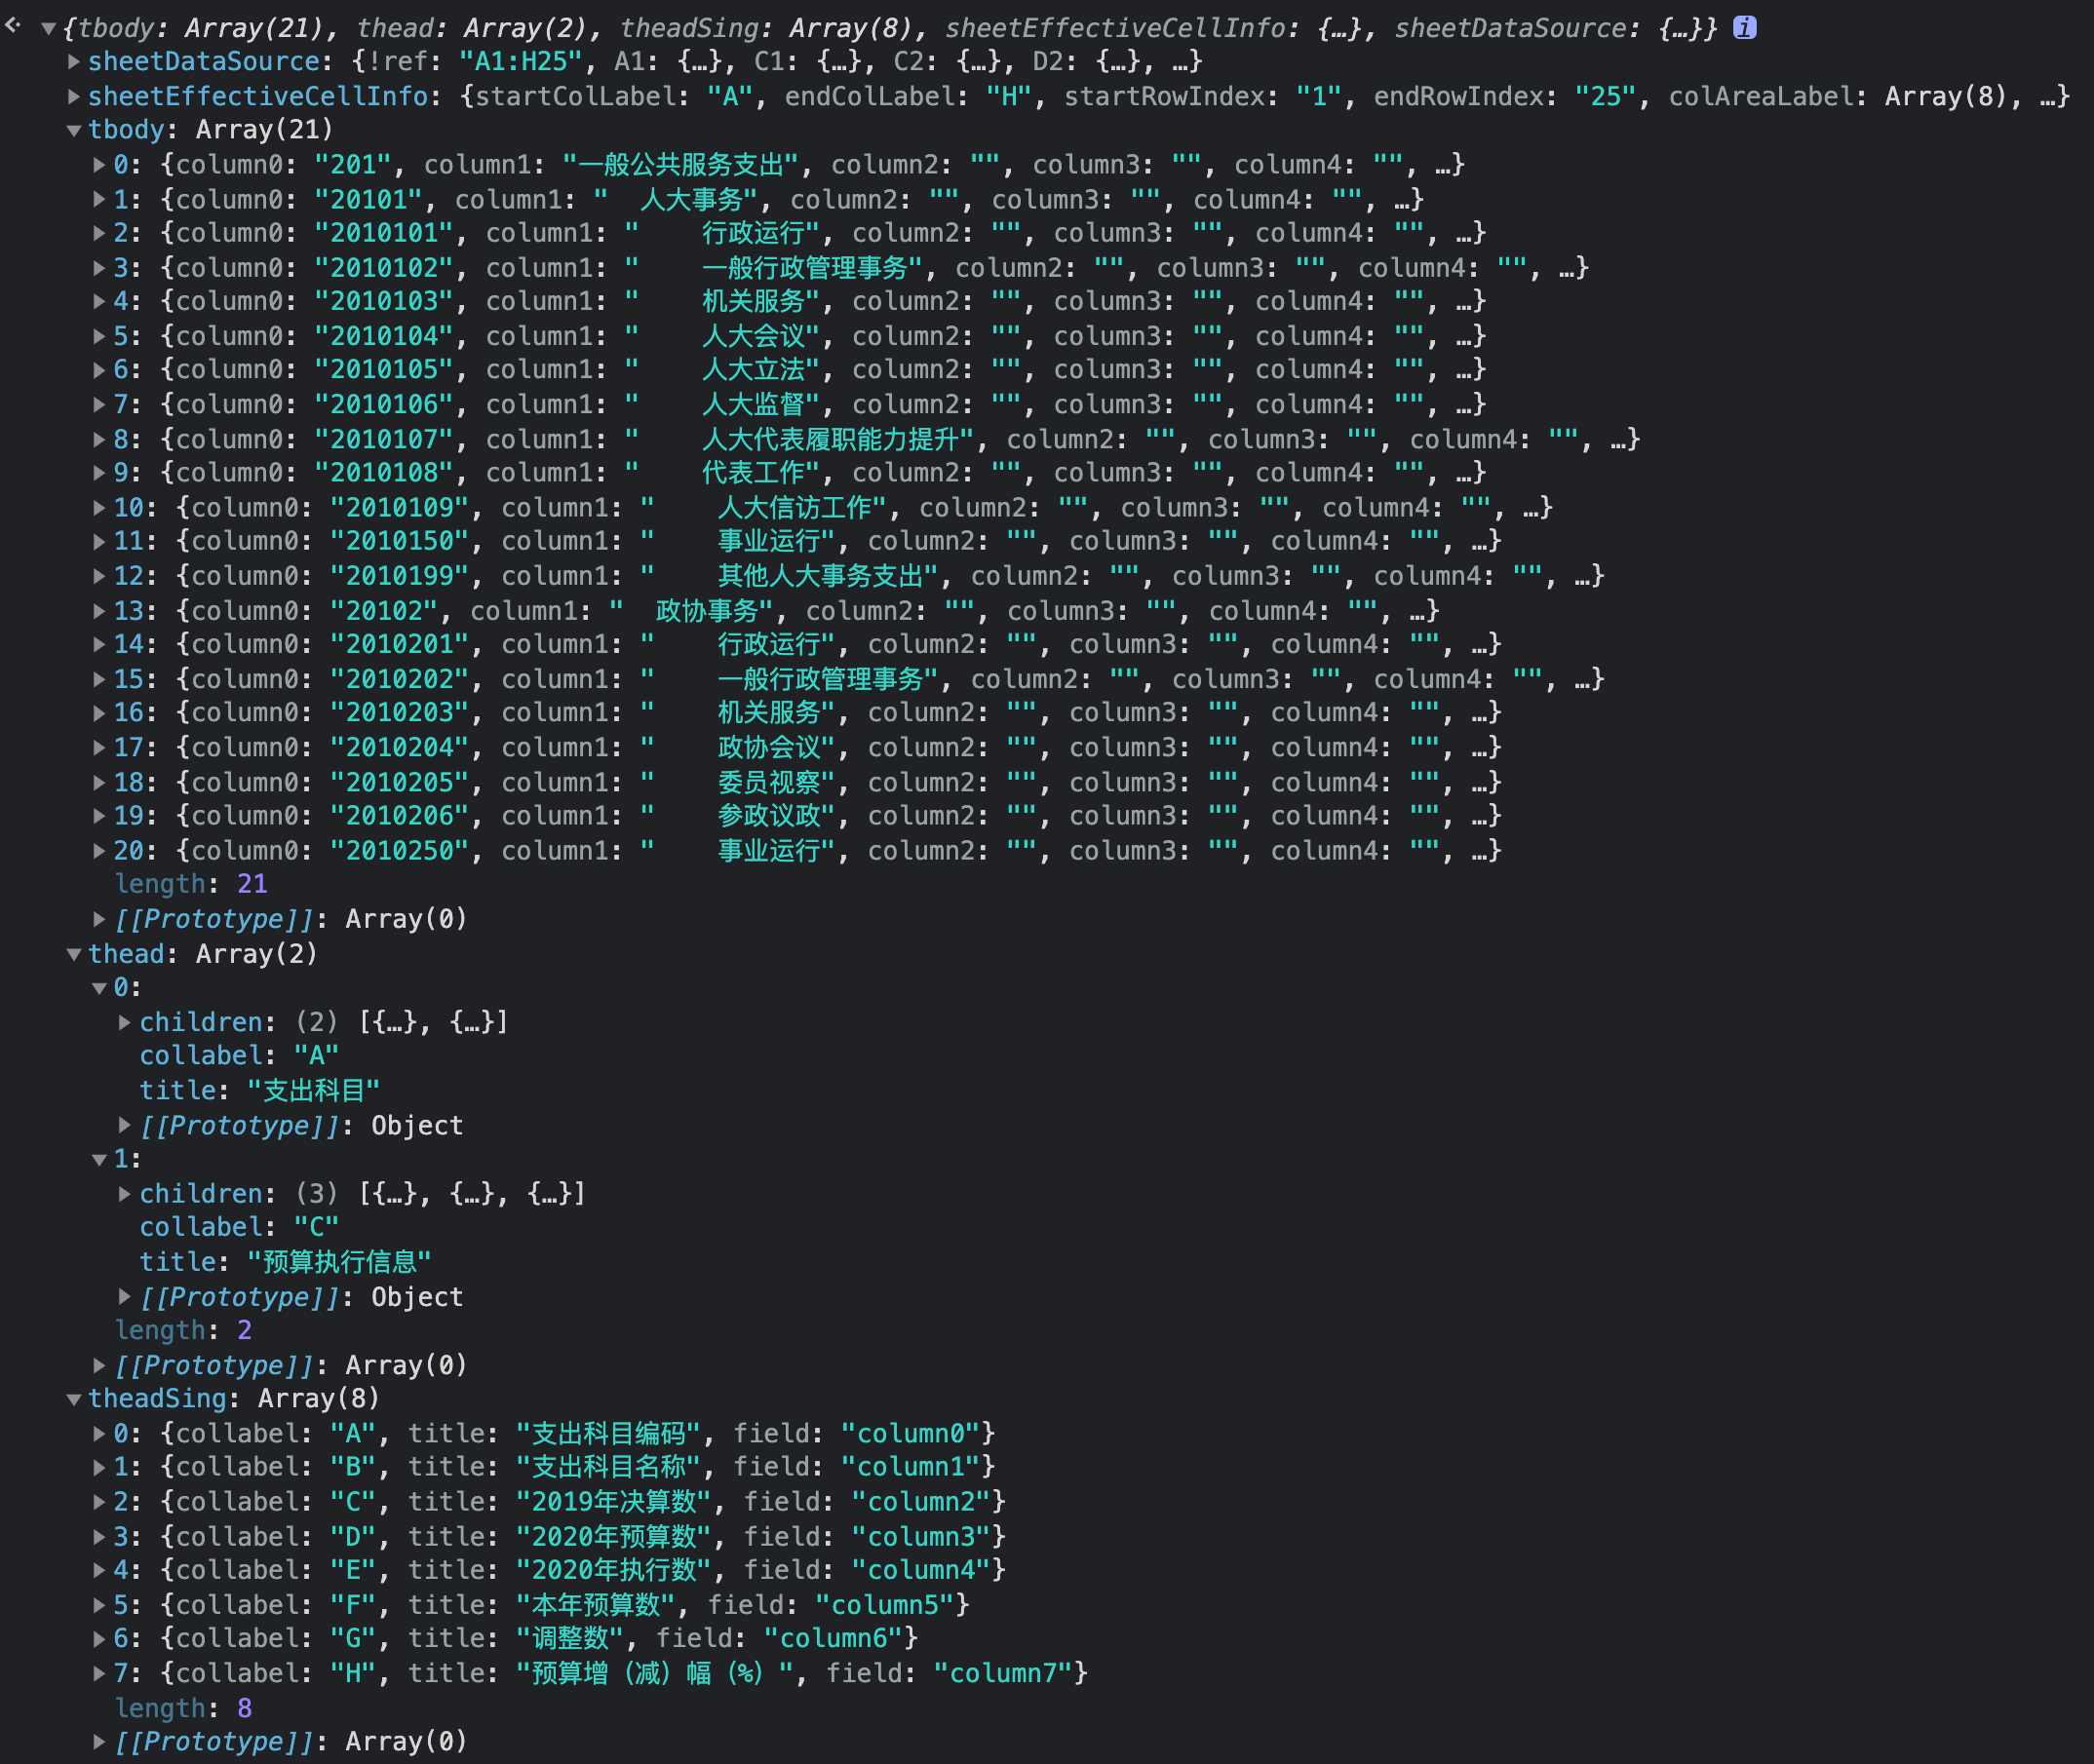 {tbody: Array(21), thead: Array(2), theadSing: Array(8), sheetEffectiveCellInfo: {…}, sheetDataSource: {…}} i
sheetDataSource: {!ref: "A1:H25", A1: {…}, C1: {…}, C2: {…}, D2: {…}, …}
sheetEffectiveCellInfo: {startColLabel: "A", endColLabel: "H", startRowIndex: "1", endRowIndex: "25", colAreaLabel: Array(8), …}
tbody: Array(21)
0: {column0: "201", column1: "一般公共服务支出", column2: "", column3: "", column4: "", …}
1: {column0: "20101", column1: "  人大事务", column2: "", column3: "", column4: "", …}
2: {column0: "2010101", column1: "    行政运行", column2: "", column3: "", column4: "", …}
3: {column0: "2010102", column1: "    一般行政管理事务", column2: "", column3: "", column4: "", …}
4: {column0: "2010103", column1: "    机关服务", column2: "", column3: "", column4: "", …}
5: {column0: "2010104", column1: "    人大会议", column2: "", column3: "", column4: "", …}
6: {column0: "2010105", column1: "    人大立法", column2: "", column3: "", column4: "", …}
7: {column0: "2010106", column1: "    人大监督", column2: "", column3: "", column4: "", …}
8: {column0: "2010107", column1: "    人大代表履职能力提升", column2: "", column3: "", column4: "", …}
9: {column0: "2010108", column1: "    代表工作", column2: "", column3: "", column4: "", …}
10: {column0: "2010109", column1: "    人大信访工作", column2: "", column3: "", column4: "", …}
11: {column0: "2010150", column1: "    事业运行", column2: "", column3: "", column4: "", …}
12: {column0: "2010199", column1: "    其他人大事务支出", column2: "", column3: "", column4: "", …}
13: {column0: "20102", column1: "  政协事务", column2: "", column3: "", column4: "", …}
14: {column0: "2010201", column1: "    行政运行", column2: "", column3: "", column4: "", …}
15: {column0: "2010202", column1: "    一般行政管理事务", column2: "", column3: "", column4: "", …}
16: {column0: "2010203", column1: "    机关服务", column2: "", column3: "", column4: "", …}
17: {column0: "2010204", column1: "    政协会议", column2: "", column3: "", column4: "", …}
18: {column0: "2010205", column1: "    委员视察", column2: "", column3: "", column4: "", …}
19: {column0: "2010206", column1: "    参政议政", column2: "", column3: "", column4: "", …}
20: {column0: "2010250", column1: "    事业运行", column2: "", column3: "", column4: "", …}
length: 21
[[Prototype]]: Array(0)
thead: Array(2)
0:
children: (2) [{…}, {…}]
collabel: "A"
title: "支出科目"
[[Prototype]]: Object
1:
children: (3) [{…}, {…}, {…}]
collabel: "C"
title: "预算执行信息"
[[Prototype]]: Object
length: 2
[[Prototype]]: Array(0)
theadSing: Array(8)
0: {collabel: "A", title: "支出科目编码", field: "column0"}
1: {collabel: "B", title: "支出科目名称", field: "column1"}
2: {collabel: "C", title: "2019年决算数", field: "column2"}
3: {collabel: "D", title: "2020年预算数", field: "column3"}
4: {collabel: "E", title: "2020年执行数", field: "column4"}
5: {collabel: "F", title: "本年预算数", field: "column5"}
6: {collabel: "G", title: "调整数", field: "column6"}
7: {collabel: "H", title: "预算增（减）幅（%）", field: "column7"}
length: 8
[[Prototype]]: Array(0)